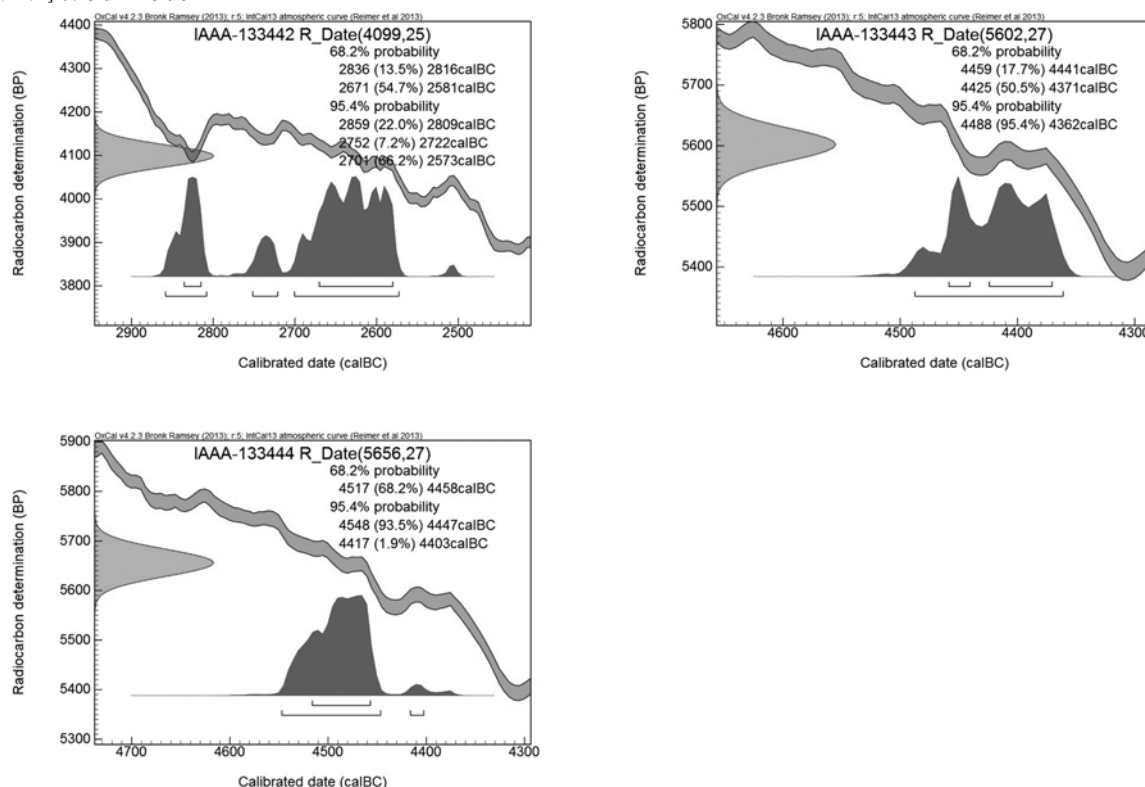 OxCal v4.2.3 Bronk Ramsey (2013); r:5; IntCal13 atmospheric curve (Reimer et al 2013)
IAAA-133442 R_Date(4099,25)
68.2% probability
2836 (13.5%) 2816calBC
2671 (54.7%) 2581calBC
95.4% probability
2859 (22.0%) 2809calBC
2752 (7.2%) 2722calBC
2701 (66.2%) 2573calBC
Radiocarbon determination (BP)
4400
4300
4200
4100
4000
3900
3800
2900 2800 2700 2600 2500
Calibrated date (calBC)
OxCal v4.2.3 Bronk Ramsey (2013); r:5; IntCal13 atmospheric curve (Reimer et al 2013)
IAAA-133443 R_Date(5602,27)
68.2% probability
4459 (17.7%) 4441calBC
4425 (50.5%) 4371calBC
95.4% probability
4488 (95.4%) 4362calBC
Radiocarbon determination (BP)
5800
5700
5600
5500
5400
4600 4500 4400 4300
Calibrated date (calBC)
OxCal v4.2.3 Bronk Ramsey (2013); r:5; IntCal13 atmospheric curve (Reimer et al 2013)
IAAA-133444 R_Date(5656,27)
68.2% probability
4517 (68.2%) 4458calBC
95.4% probability
4548 (93.5%) 4447calBC
4417 (1.9%) 4403calBC
Radiocarbon determination (BP)
5900
5800
5700
5600
5500
5400
5300
4700 4600 4500 4400 4300
Calibrated date (calBC)